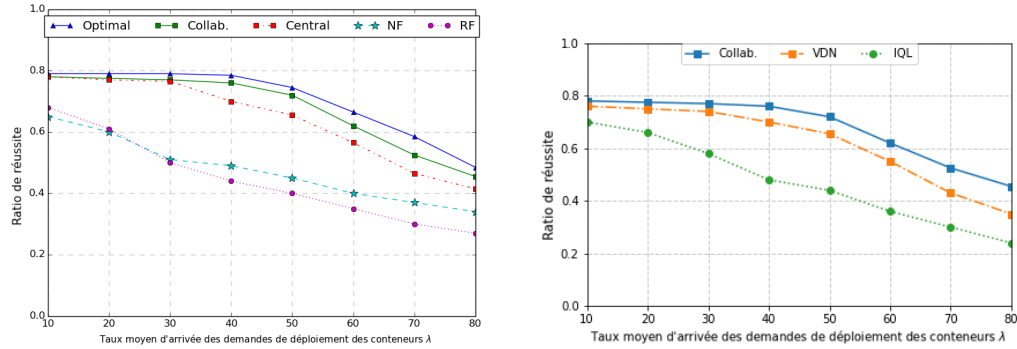 Optimal Collab. Central NF RF
1.0
0.8
0.6
0.4
0.2
0.0
Ratio de réussite
10 20 30 40 50 60 70 80
Taux moyen d'arrivée des demandes de déploiement des conteneurs λ
Collab. VDN IQL
1.0
0.8
0.6
0.4
0.2
0.0
Ratio de réussite
10 20 30 40 50 60 70 80
Taux moyen d'arrivée des demandes de déploiement des conteneurs λ